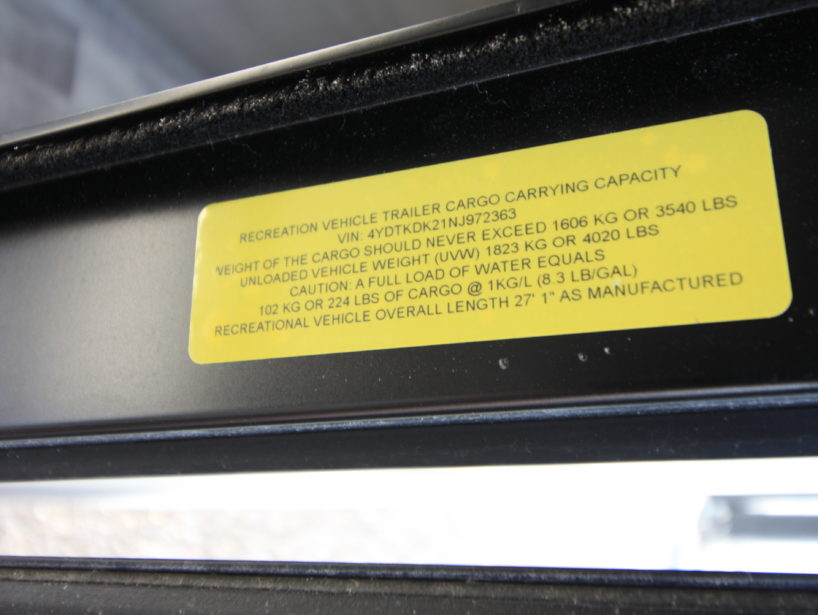 RECREATION VEHICLE TRAILER CARGO CARRYING CAPACITY
VIN: 4YDTKDK21NJ972363
WEIGHT OF THE CARGO SHOULD NEVER EXCEED 1606 KG OR 3540 LBS
UNLOADED VEHICLE WEIGHT (UVW) 1823 KG OR 4020 LBS
CAUTION: A FULL LOAD OF WATER EQUALS
102 KG OR 224 LBS OF CARGO @ 1KG/L (8.3 LB/GAL)
RECREATIONAL VEHICLE OVERALL LENGTH 27' 1" AS MANUFACTURED